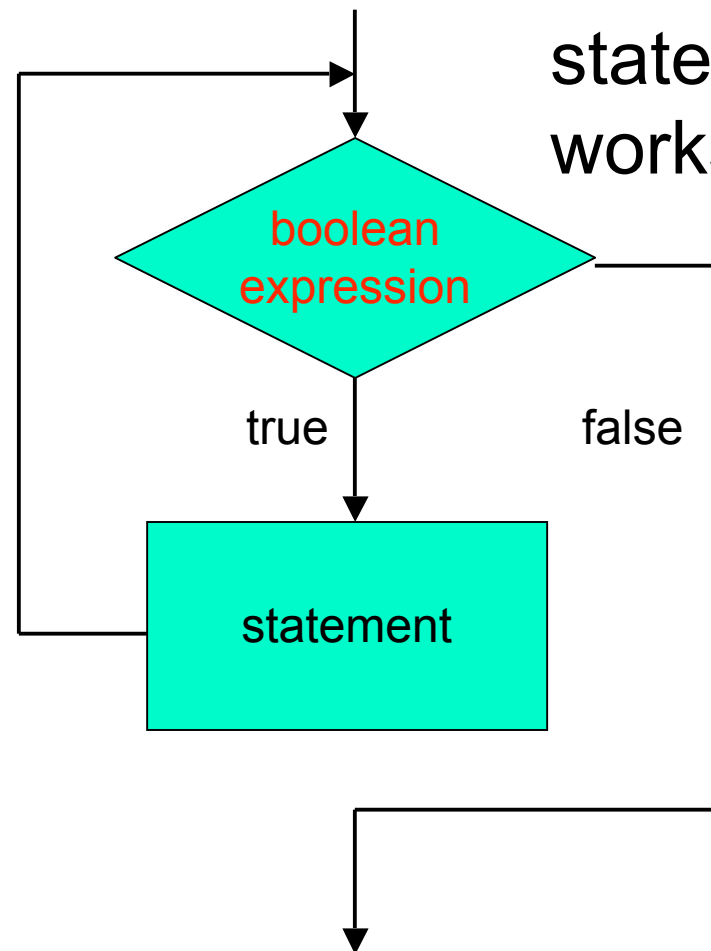 state
work
boolean
expression
true
false
statement